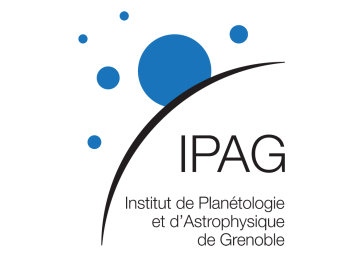 IPAG
Institut de Planétologie
et d'Astrophysique
de Grenoble